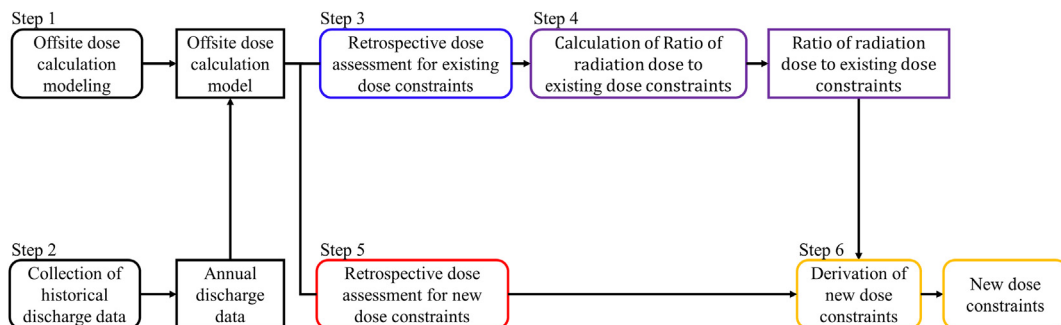 Step 1
Offsite dose
calculation
modeling
Offsite dose
calculation
model
Step 3
Retrospective dose
assessment for existing
dose constraints
Step 4
Calculation of Ratio of
radiation dose to
existing dose constraints
Ratio of radiation
dose to existing dose
constraints
Step 2
Collection of
historical
discharge data
Annual
discharge
data
Step 5
Retrospective dose
assessment for new
dose constraints
Step 6
Derivation of
new dose
constraints
New dose
constraints